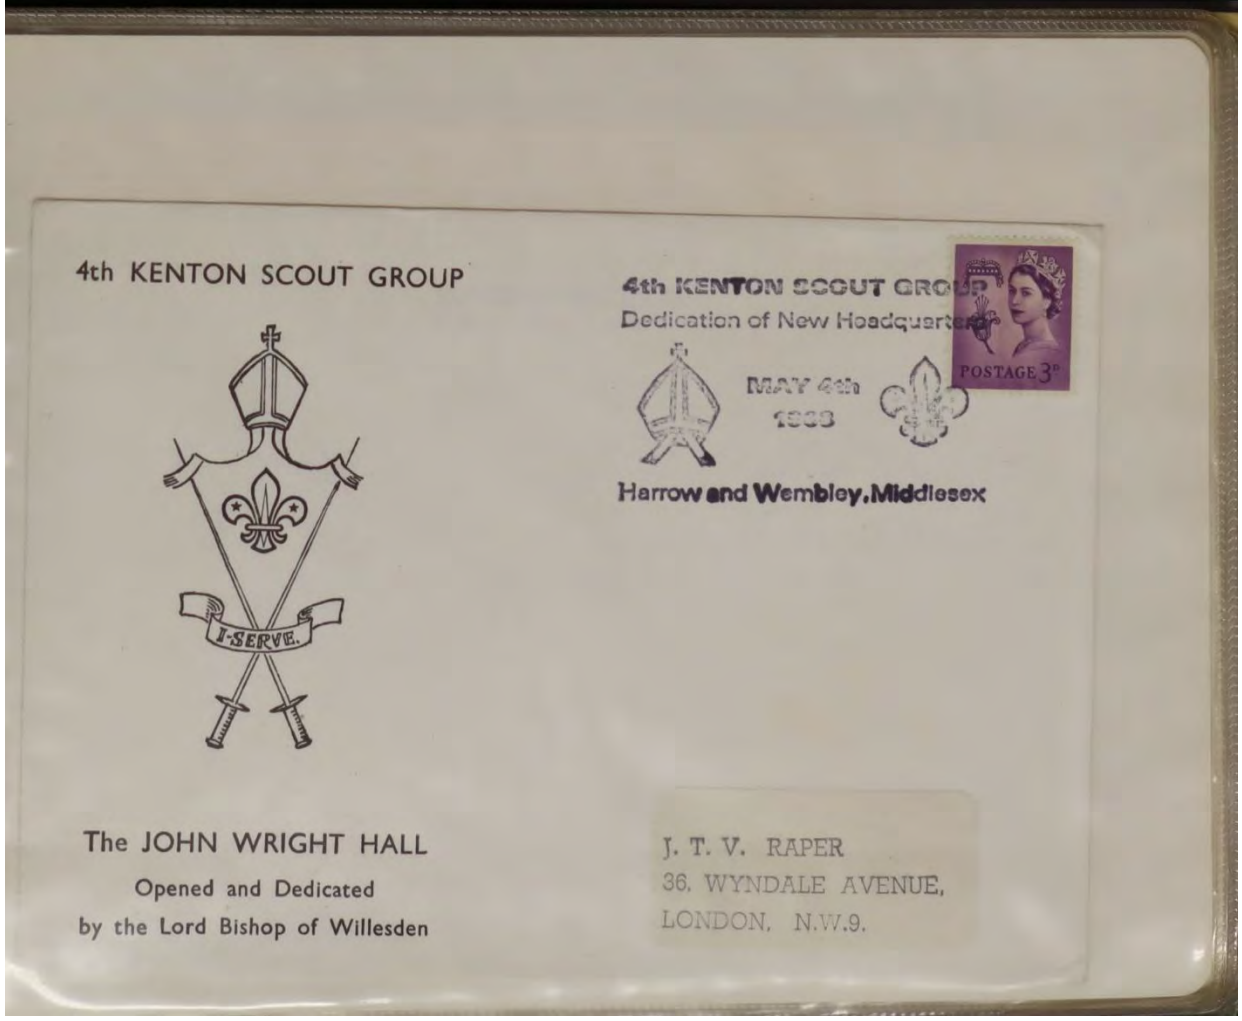 4th KENTON SCOUT GROUP
I-SERVE.
The JOHN WRIGHT HALL
Opened and Dedicated
by the Lord Bishop of Willesden
4th KENTON SCOUT GROUP
Dedication of New Headquarters
MAY 4th
Harrow and Wembley, Middlesex
POSTAGE 3D
J. T. V. RAPER
36, WYNDALE AVENUE,
LONDON, N.W.9.